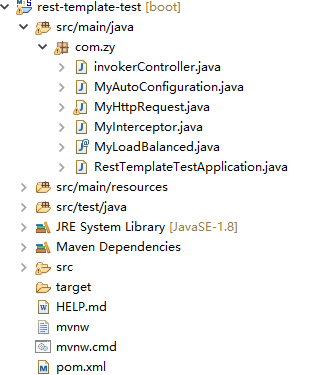 rest-template-test [boot]
src/main/java
com.zy
invokerController.java
MyAutoConfiguration.java
MyHttpRequest.java
MyInterceptor.java
MyLoadBalanced.java
RestTemplateTestApplication.java
src/main/resources
src/test/java
JRE System Library [JavaSE-1.8]
Maven Dependencies
src
target
HELP.md
mvnw
mvnw.cmd
pom.xml